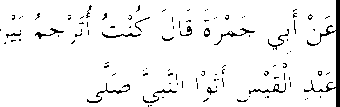 عَنْ أَبِي جَمْرَةَ قَالَ كُنْتُ أُتَرْجِمُ
عَبْدِ الْقَيْسِ أَتَوْا النَّبِيَّ صَلَّى